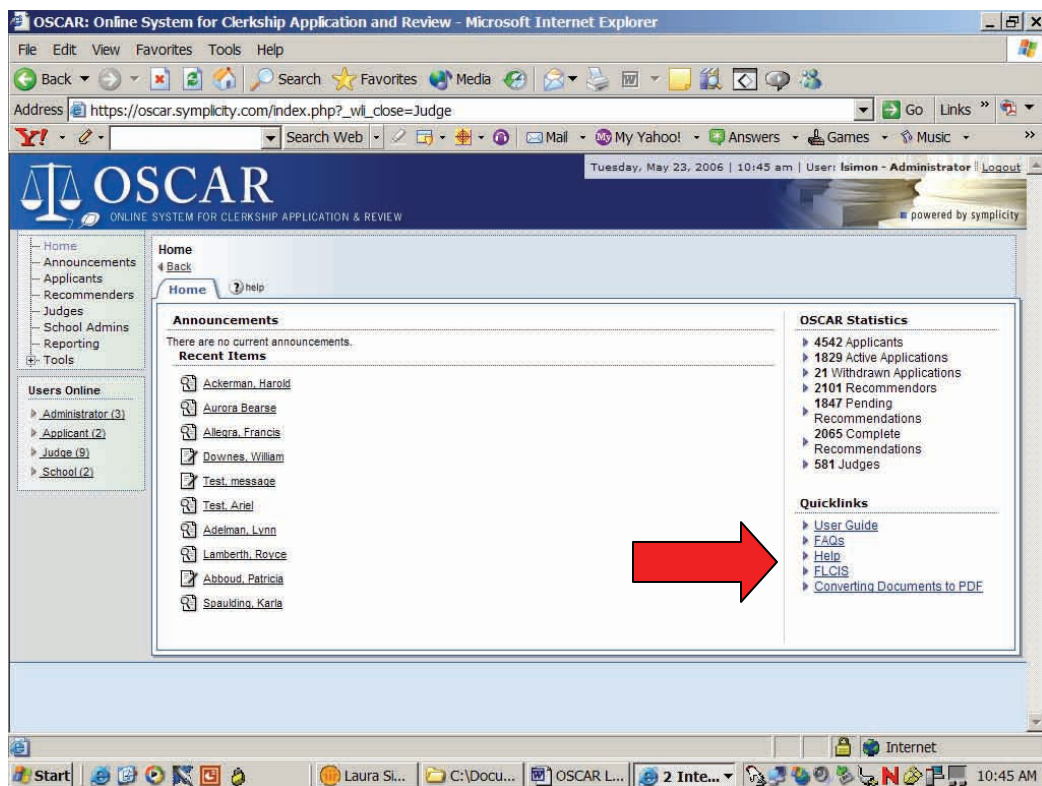 OSCAR: Online System for Clerkship Application and Review - Microsoft Internet Explorer
File Edit View Favorites Tools Help
Back Search Favorites Media
Address https://oscar.symplicity.com/index.php?_wli_close=Judge Go Links »
Y! Search Web Mail My Yahoo! Answers Games Music »
Tuesday, May 23, 2006 | 10:45 am | User: lsimon - Administrator | Logout
OSCAR
ONLINE SYSTEM FOR CLERKSHIP APPLICATION & REVIEW
powered by symplicity
Home
Announcements
Applicants
Recommenders
Judges
School Admins
Reporting
Tools
Users Online
Administrator (3)
Applicant (2)
Judge (9)
School (2)
Home
Back
Home ? help
Announcements
There are no current announcements.
Recent Items
Ackerman, Harold
Aurora Bearse
Allegra, Francis
Downes, William
Test, message
Test, Ariel
Adelman, Lynn
Lamberth, Royce
Abboud, Patricia
Spaulding, Karla
OSCAR Statistics
4542 Applicants
1829 Active Applications
21 Withdrawn Applications
2101 Recommendors
1847 Pending
Recommendations
2065 Complete
Recommendations
581 Judges
Quicklinks
User Guide
FAQs
Help
FLCIS
Converting Documents to PDF
Internet
Start Laura Si... C:\Docu... OSCAR L... 2 Inte... 10:45 AM